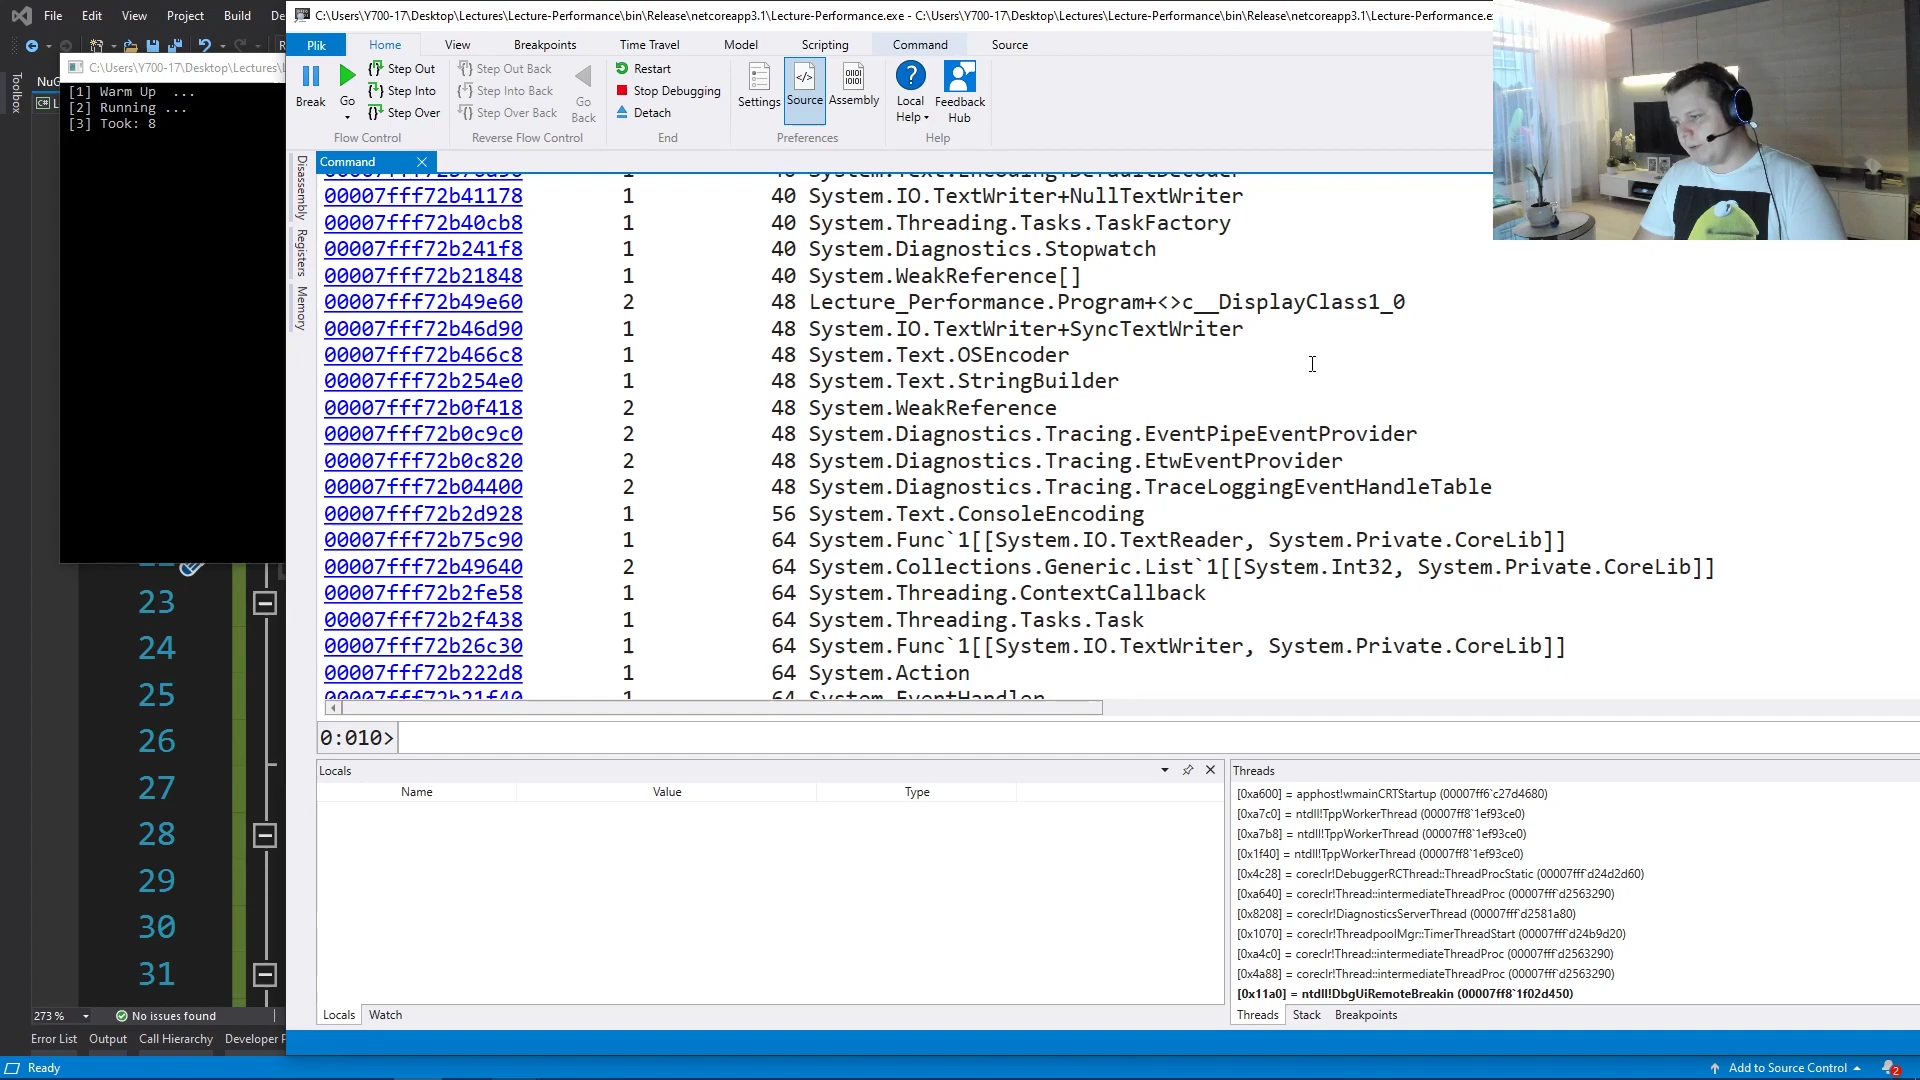 File Edit View Project Build De
C:\Users\Y700-17\Desktop\Lectures\Lecture-Performance\bin\Release\netcoreapp3.1\Lecture-Performance.exe - C:\Users\Y700-17\Desktop\Lectures\Lecture-Performance\bin\Release\netcoreapp3.1\Lecture-Performance.exe
Plik Home View Breakpoints Time Travel Model Scripting Command Source
Break
Go
Step Out
Step Into
Step Over
Flow Control
Step Out Back
Step Into Back
Step Over Back
Go Back
Reverse Flow Control
Restart
Stop Debugging
Detach
End
Settings
Source
Assembly
Preferences
Local Help
Feedback Hub
Help
Toolbox
C:\Users\Y700-17\Desktop\Lectures\
[1] Warm Up ...
[2] Running ...
[3] Took: 8
NuG
C#
Disassembly
Registers
Memory
Command
00007fff72b41178 1 40 System.IO.TextWriter+NullTextWriter
00007fff72b40cb8 1 40 System.Threading.Tasks.TaskFactory
00007fff72b241f8 1 40 System.Diagnostics.Stopwatch
00007fff72b21848 1 40 System.WeakReference[]
00007fff72b49e60 2 48 Lecture_Performance.Program+<>c__DisplayClass1_0
00007fff72b46d90 1 48 System.IO.TextWriter+SyncTextWriter
00007fff72b466c8 1 48 System.Text.OSEncoder
00007fff72b254e0 1 48 System.Text.StringBuilder
00007fff72b0f418 2 48 System.WeakReference
00007fff72b0c9c0 2 48 System.Diagnostics.Tracing.EventPipeEventProvider
00007fff72b0c820 2 48 System.Diagnostics.Tracing.EtwEventProvider
00007fff72b04400 2 48 System.Diagnostics.Tracing.TraceLoggingEventHandleTable
00007fff72b2d928 1 56 System.Text.ConsoleEncoding
00007fff72b75c90 1 64 System.Func`1[[System.IO.TextReader, System.Private.CoreLib]]
00007fff72b49640 2 64 System.Collections.Generic.List`1[[System.Int32, System.Private.CoreLib]]
00007fff72b2fe58 1 64 System.Threading.ContextCallback
00007fff72b2f438 1 64 System.Threading.Tasks.Task
00007fff72b26c30 1 64 System.Func`1[[System.IO.TextWriter, System.Private.CoreLib]]
00007fff72b222d8 1 64 System.Action
00007fff72b21f40 1 64 System.EventHandler
0:010>
23
24
25
26
27
28
29
30
31
Locals
Name Value Type
Locals Watch
Threads
[0xa600] = apphost!wmainCRTStartup (00007ff6`c27d4680)
[0xa7c0] = ntdll!TppWorkerThread (00007ff8`1ef93ce0)
[0xa7b8] = ntdll!TppWorkerThread (00007ff8`1ef93ce0)
[0x1f40] = ntdll!TppWorkerThread (00007ff8`1ef93ce0)
[0x4c28] = coreclr!DebuggerRCThread::ThreadProcStatic (00007fff`d24d2d60)
[0xa640] = coreclr!Thread::intermediateThreadProc (00007fff`d2563290)
[0x8208] = coreclr!DiagnosticsServerThread (00007fff`d2581a80)
[0x1070] = coreclr!ThreadpoolMgr::TimerThreadStart (00007fff`d24b9d20)
[0xa4c0] = coreclr!Thread::intermediateThreadProc (00007fff`d2563290)
[0x4a88] = coreclr!Thread::intermediateThreadProc (00007fff`d2563290)
[0x11a0] = ntdll!DbgUiRemoteBreakin (00007ff8`1f02d450)
Threads Stack Breakpoints
273 % No issues found
Error List Output Call Hierarchy Developer P
Ready
Add to Source Control
2